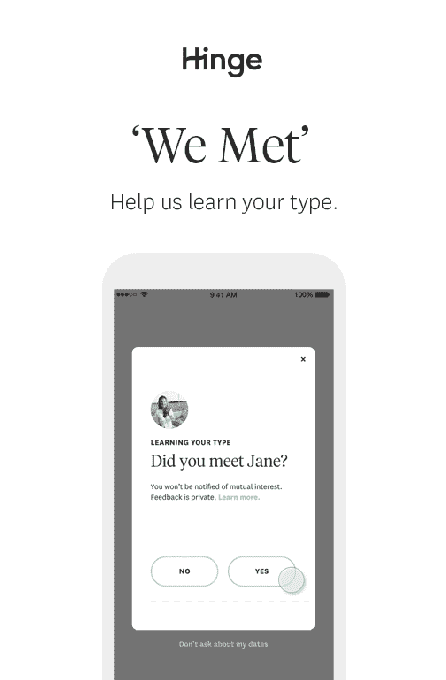 Hinge
‘We Met’
Help us learn your type.
9:41 AM
100%
×
LEARNING YOUR TYPE
Did you meet Jane?
You won't be notified of mutual interest.
Feedback is private. Learn more.
NO
YES
Don't ask about my dates